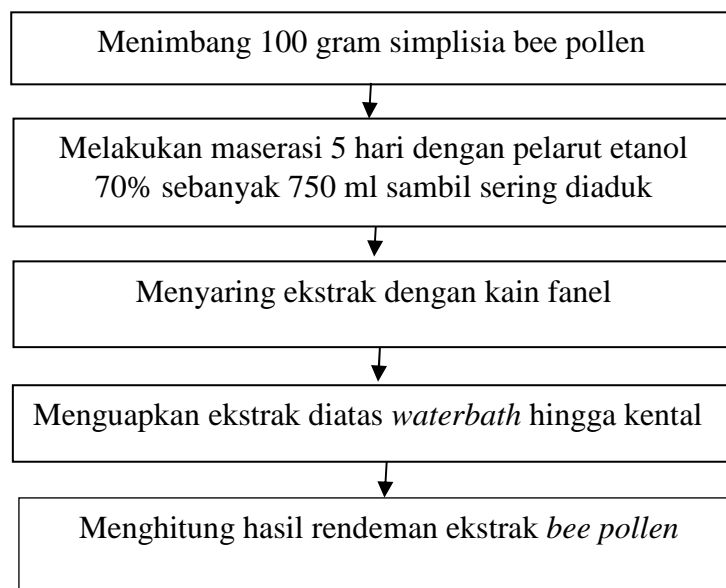 Menimbang 100 gram simplisia bee pollen
Melakukan maserasi 5 hari dengan pelarut etanol
70% sebanyak 750 ml sambil sering diaduk
Menyaring ekstrak dengan kain fanel
Menguapkan ekstrak diatas waterbath hingga kental
Menghitung hasil rendeman ekstrak bee pollen